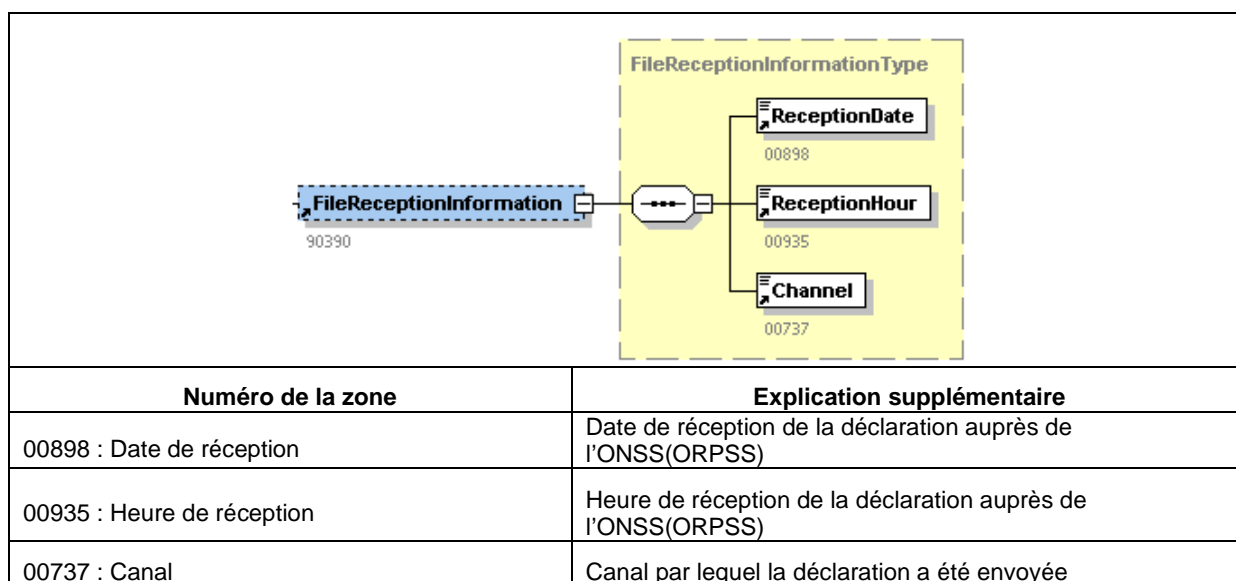 FileReceptionInformationType
ReceptionDate
00898
FileReceptionInformation
90390
ReceptionHour
00935
Channel
00737
Numéro de la zone
Explication supplémentaire
00898 : Date de réception
Date de réception de la déclaration auprès de
l'ONSS(ORPSS)
00935 : Heure de réception
Heure de réception de la déclaration auprès de
l'ONSS(ORPSS)
00737 : Canal
Canal par lequel la déclaration a été envoyée